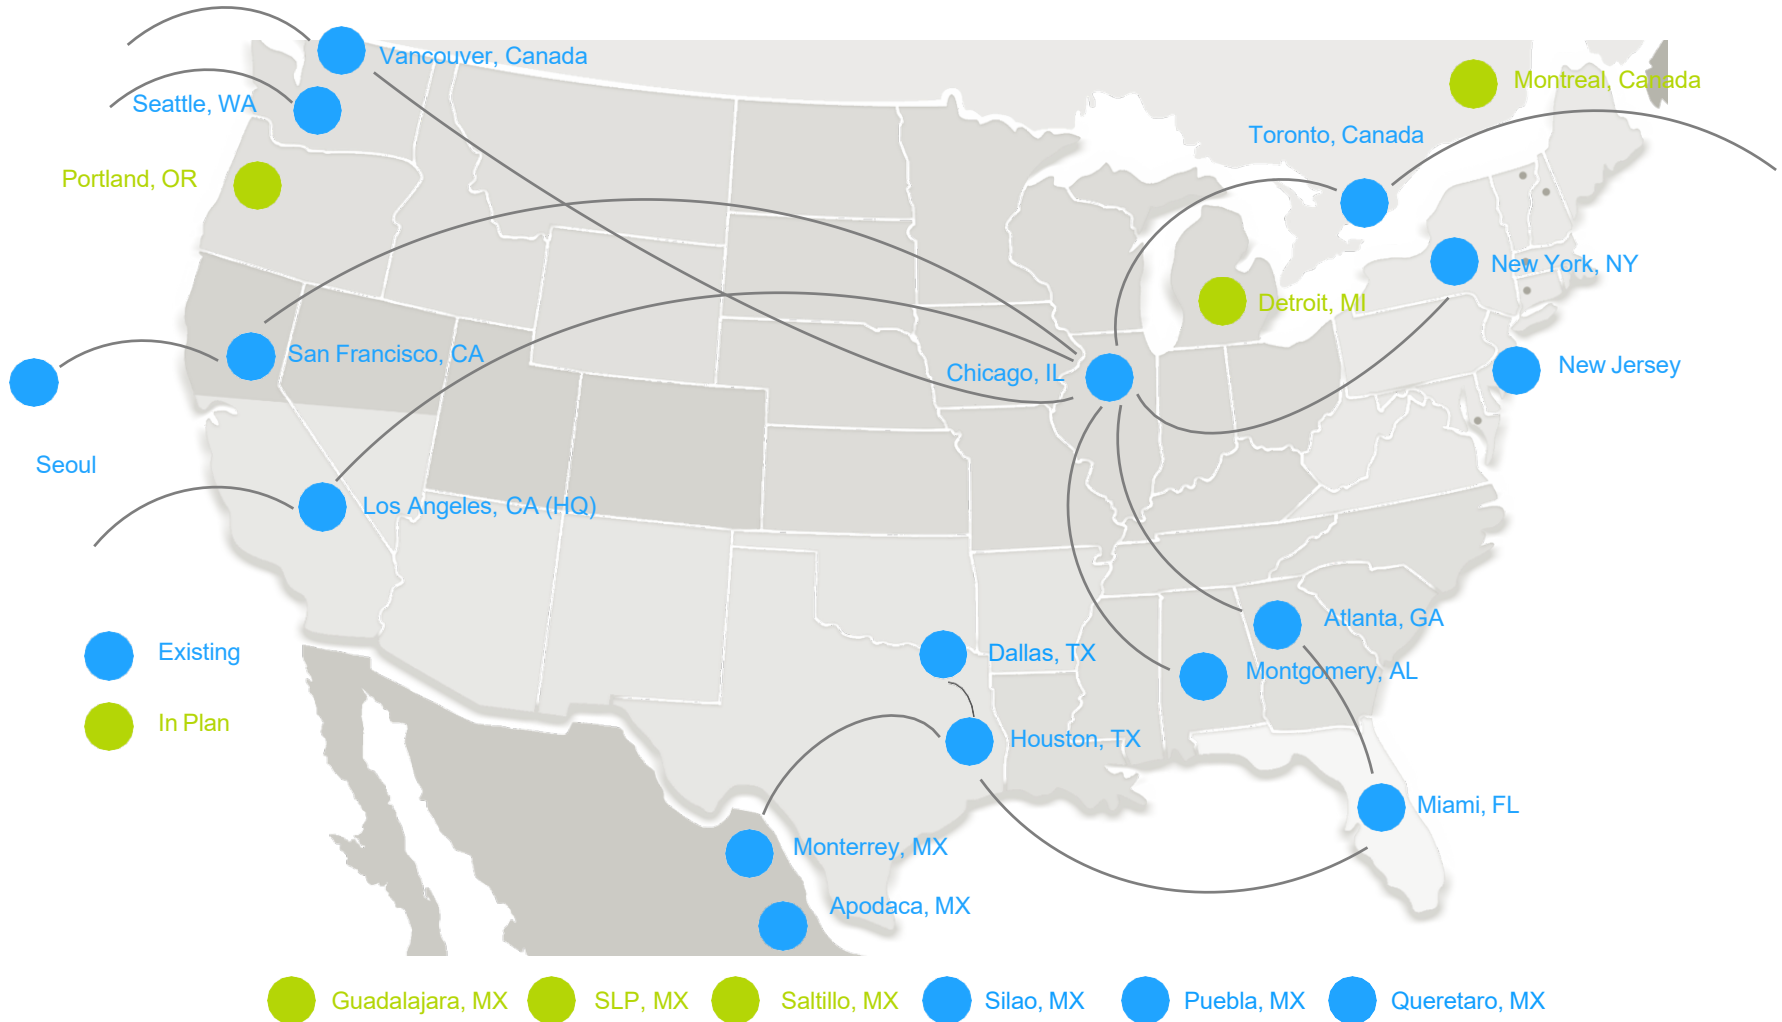 Vancouver, Canada
Montreal, Canada
Seattle, WA
Toronto, Canada
Portland, OR
New York, NY
Detroit, MI
San Francisco, CA
Chicago, IL
New Jersey
Seoul
Los Angeles, CA (HQ)
Atlanta, GA
Existing
Dallas, TX
Montgomery, AL
In Plan
Houston, TX
Miami, FL
Monterrey, MX
Apodaca, MX
Guadalajara, MX
SLP, MX
Saltillo, MX
Silao, MX
Puebla, MX
Queretaro, MX